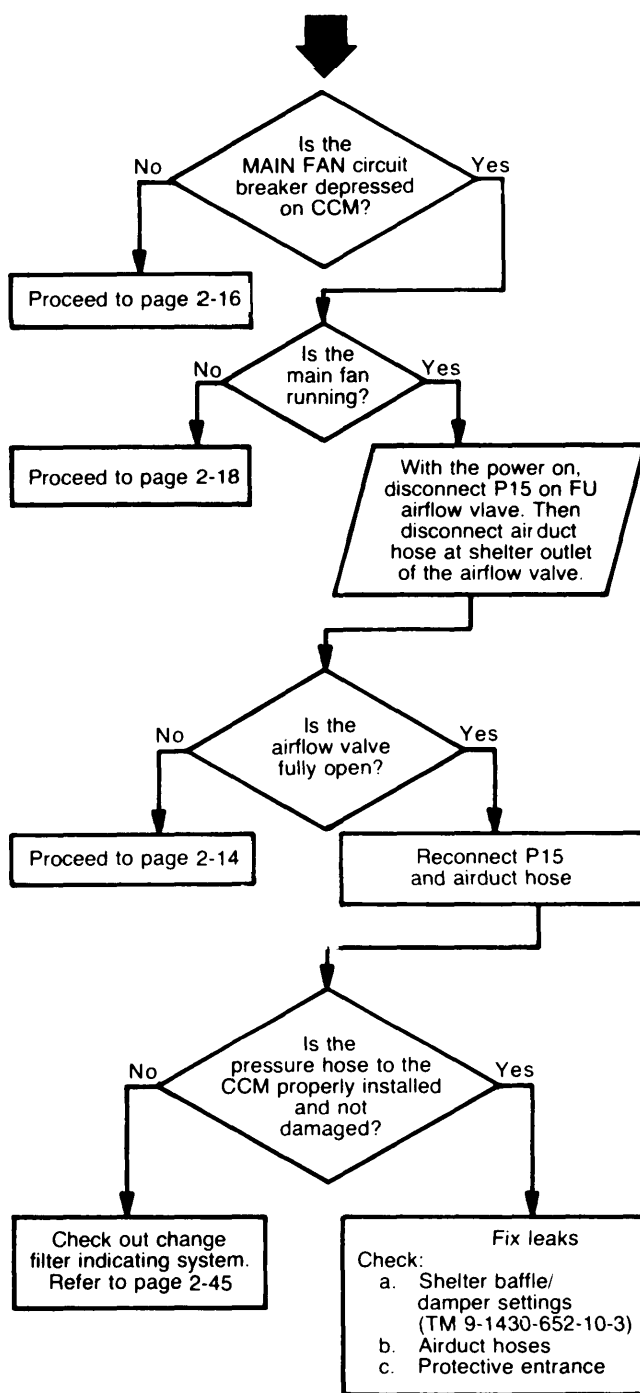 Is the
MAIN FAN circuit
breaker depressed
on CCM?
No
Yes
Proceed to page 2-16
Is the
main fan
running?
No
Yes
Proceed to page 2-18
With the power on,
disconnect P15 on FU
airflow vlave. Then
disconnect airduct
hose at shelter outlet
of the airflow valve.
Is the
airflow valve
fully open?
No
Yes
Proceed to page 2-14
Reconnect P15
and airduct hose
Is the
pressure hose to the
CCM properly installed
and not
damaged?
No
Yes
Check out change
filter indicating system.
Refer to page 2-45
Fix leaks
Check:
a. Shelter baffle/
damper settings
(TM 9-1430-652-10-3)
b. Airduct hoses
c. Protective entrance